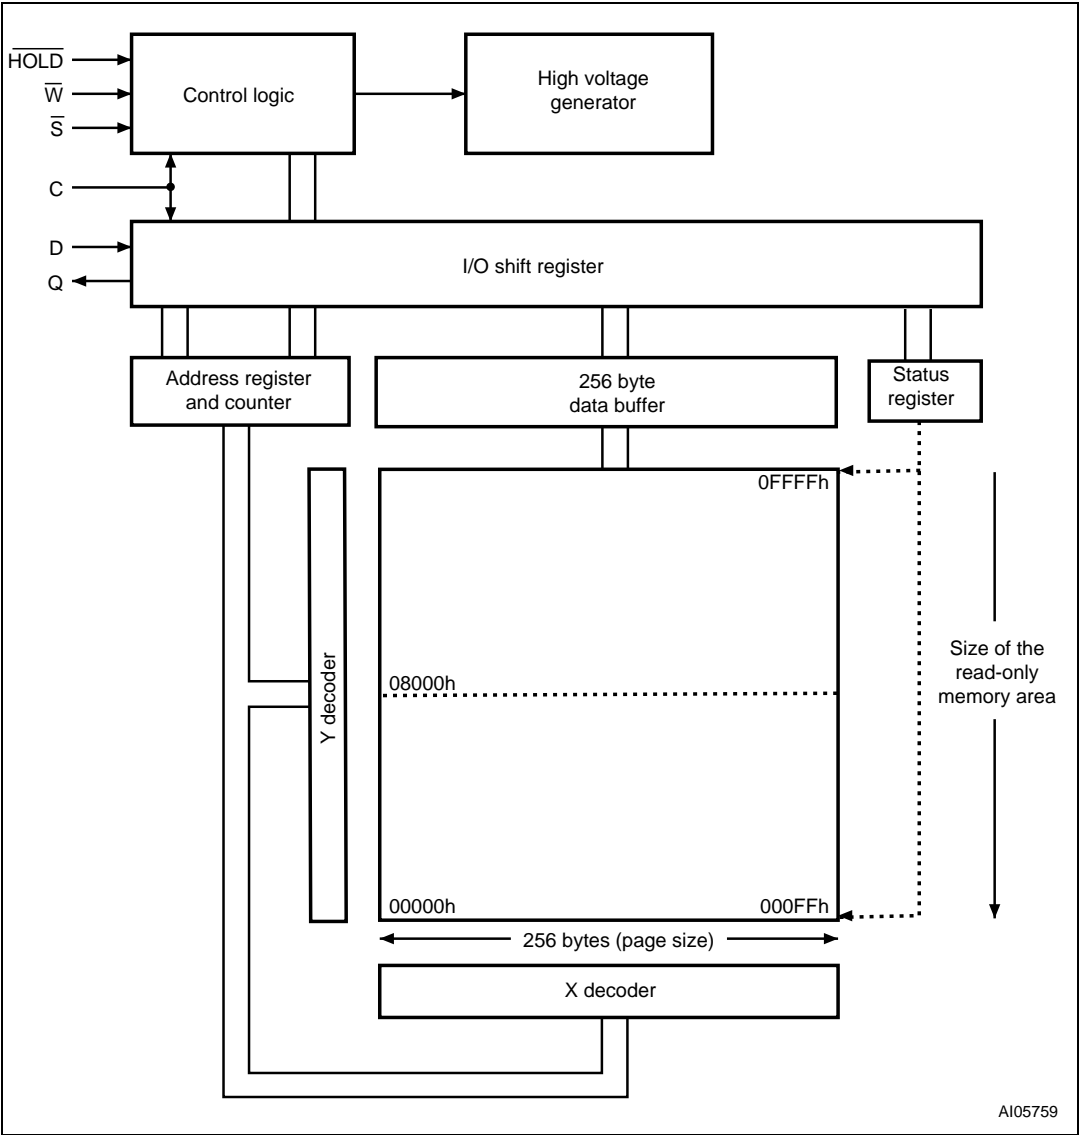 HOLD
W
S
C
D
Q
Control logic
High voltage
generator
I/O shift register
Address register
and counter
256 byte
data buffer
Status
register
0FFFFh
Y decoder
08000h
Size of the
read-only
memory area
00000h
000FFh
256 bytes (page size)
X decoder
AI05759